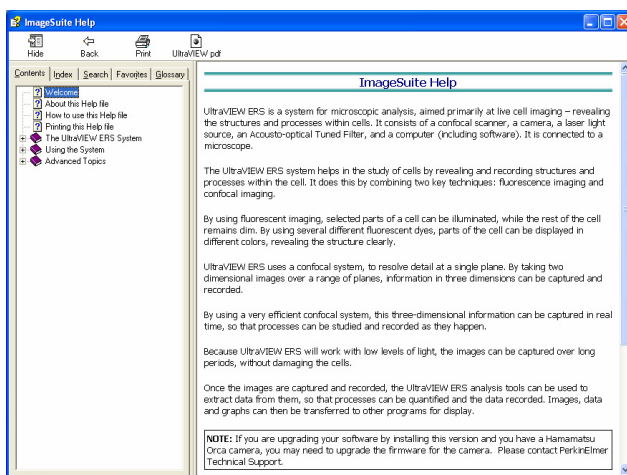 ImageSuite Help
Hide Back Print UltraVIEW pdf
Contents Index Search Favorites Glossary
Welcome
About this Help file
How to use this Help file
Printing this Help file
The UltraVIEW ERS System
Using the System
Advanced Topics
ImageSuite Help
UltraVIEW ERS is a system for microscopic analysis, aimed primarily at live cell imaging – revealing
the structures and processes within cells. It consists of a confocal scanner, a camera, a laser light
source, an Acousto-optical Tuned Filter, and a computer (including software). It is connected to a
microscope.
The UltraVIEW ERS system helps in the study of cells by revealing and recording structures and
processes within the cell. It does this by combining two key techniques: fluorescence imaging and
confocal imaging.
By using fluorescent imaging, selected parts of a cell can be illuminated, while the rest of the cell
remains dim. By using several different fluorescent dyes, parts of the cell can be displayed in
different colors, revealing the structure clearly.
UltraVIEW ERS uses a confocal system, to resolve detail at a single plane. By taking two
dimensional images over a range of planes, information in three dimensions can be captured and
recorded.
By using a very efficient confocal system, this three-dimensional information can be captured in real
time, so that processes can be studied and recorded as they happen.
Because UltraVIEW ERS will work with low levels of light, the images can be captured over long
periods, without damaging the cells.
Once the images are captured and recorded, the UltraVIEW ERS analysis tools can be used to
extract data from them, so that processes can be quantified and the data recorded. Images, data
and graphs can then be transferred to other programs for display.
NOTE: If you are upgrading your software by installing this version and you have a Hamamatsu
Orca camera, you may need to upgrade the firmware for the camera. Please contact PerkinElmer
Technical Support.